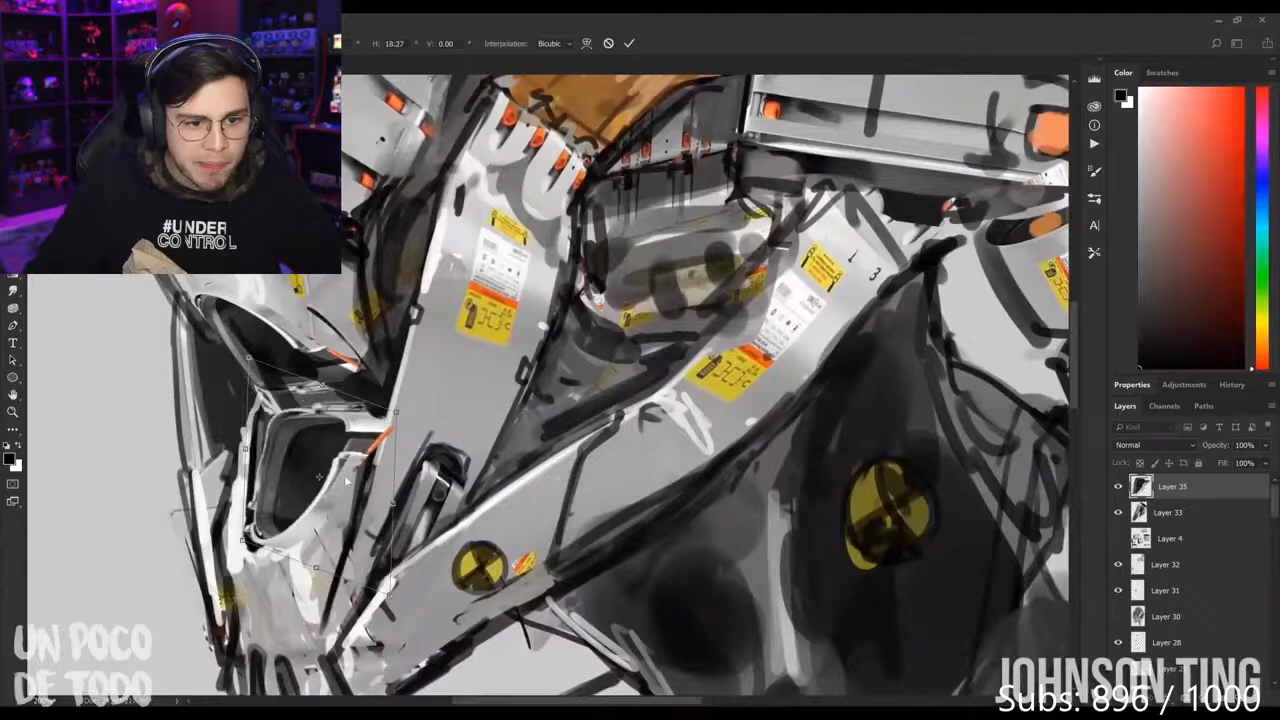 H: 18.27 ° V: 0.00 ° Interpolation: Bicubic
Color Swatches
#UNDER
CONTROL
Properties Adjustments History
Layers Channels Paths
Kind
Normal Opacity: 100%
Lock: Fill: 100%
Layer 35
Layer 33
Layer 4
Layer 32
Layer 31
Layer 30
Layer 28
UN POCO
DE TODO
JOHNSON TING
Subs: 896 / 1000